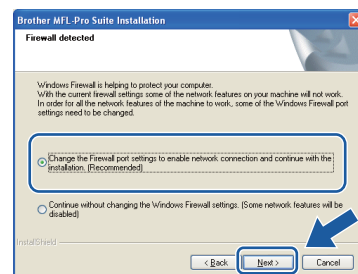 Brother MFL-Pro Suite Installation
Firewall detected
Windows Firewall is helping to protect your computer.
With the current firewall settings some of the network features on your machine will not work.
In order for all the network features of the machine to work, some of the Windows Firewall port
settings need to be changed.
Change the Firewall port settings to enable network connection and continue with the
installation. (Recommended)
Continue without changing the Windows Firewall settings. (Some network features will be
disabled)
InstallShield
< Back Next > Cancel